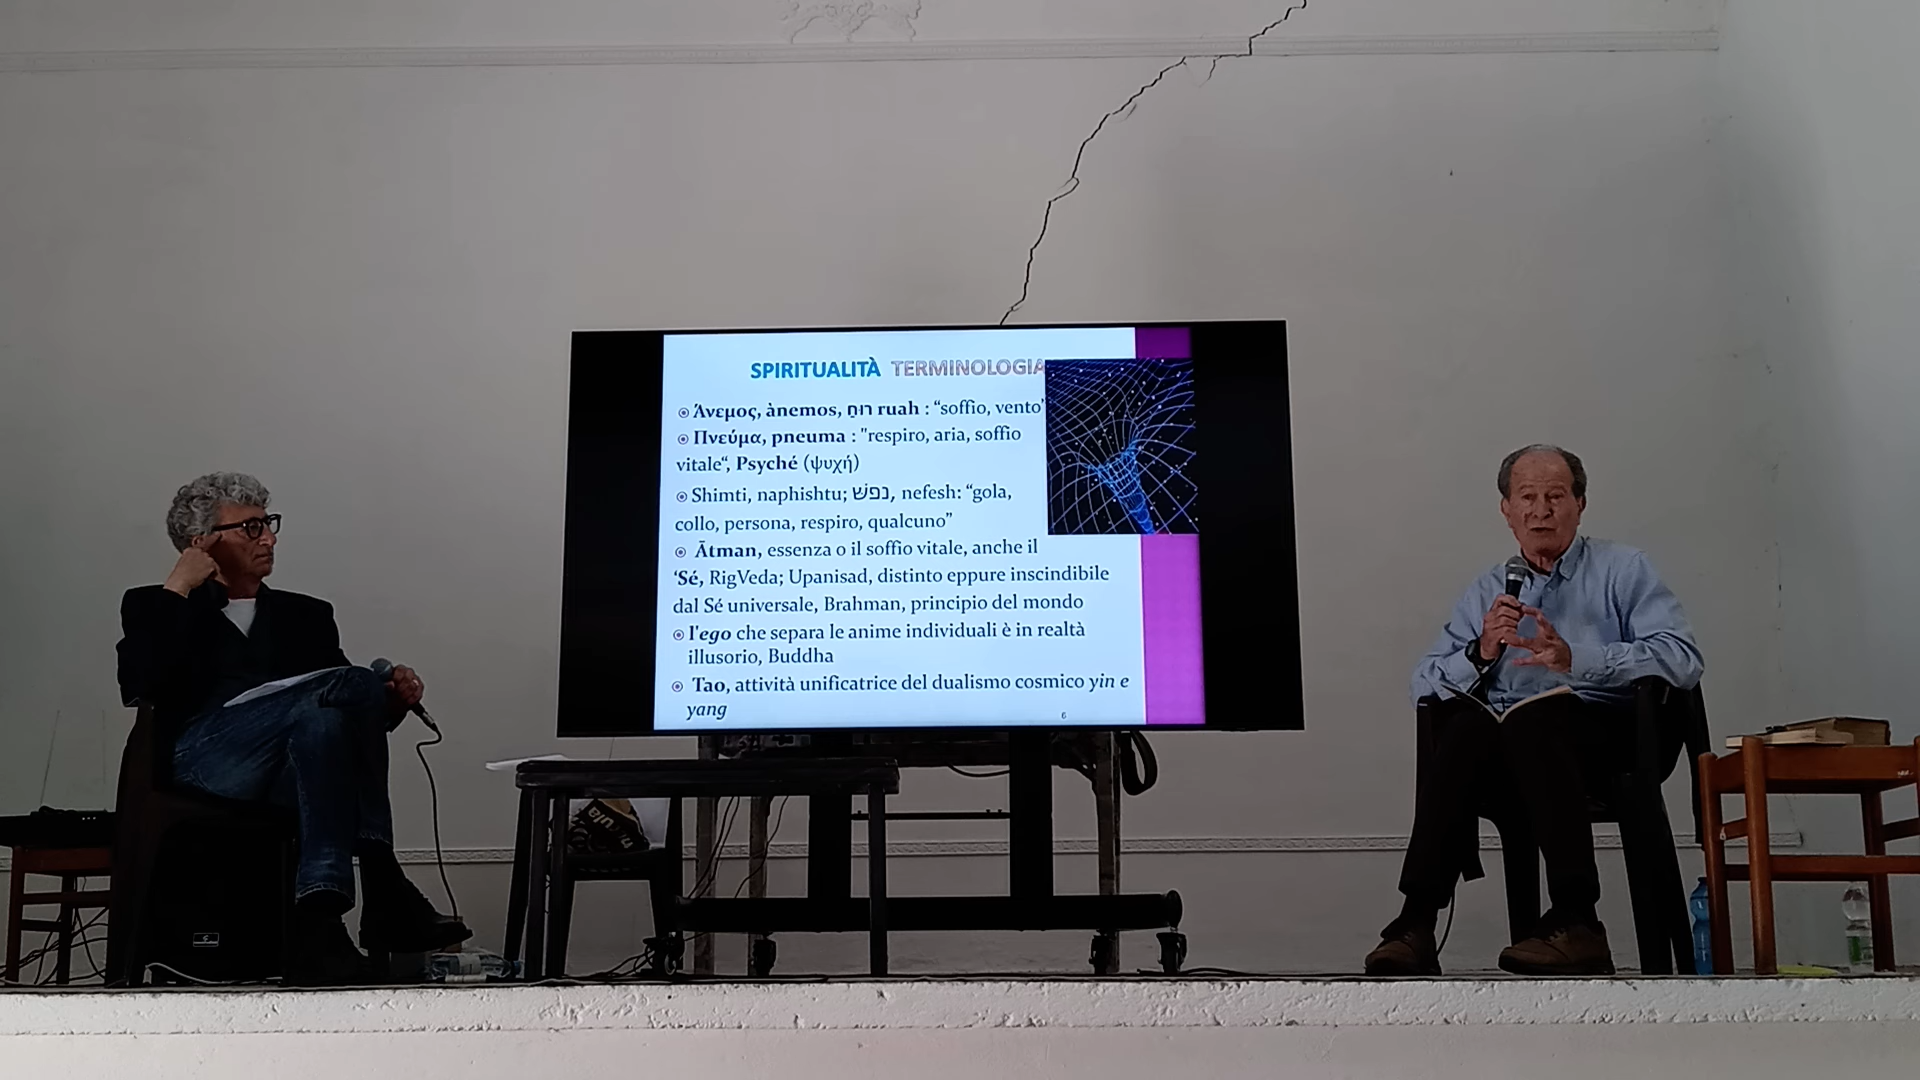 SPIRITUALITÀ TERMINOLOGIA
Άνεμος, ànemos, רוּחַ ruah : “soffio, vento”
Πνεύμα, pneuma : "respiro, aria, soffio
vitale“, Psyché (ψυχή)
Shimti, naphishtu; נפשׁ, nefesh: “gola,
collo, persona, respiro, qualcuno”
Ātman, essenza o il soffio vitale, anche il
‘Sé, RigVeda; Upanisad, distinto eppure inscindibile
dal Sé universale, Brahman, principio del mondo
l'ego che separa le anime individuali è in realtà
illusorio, Buddha
Tao, attività unificatrice del dualismo cosmico yin e
yang
6